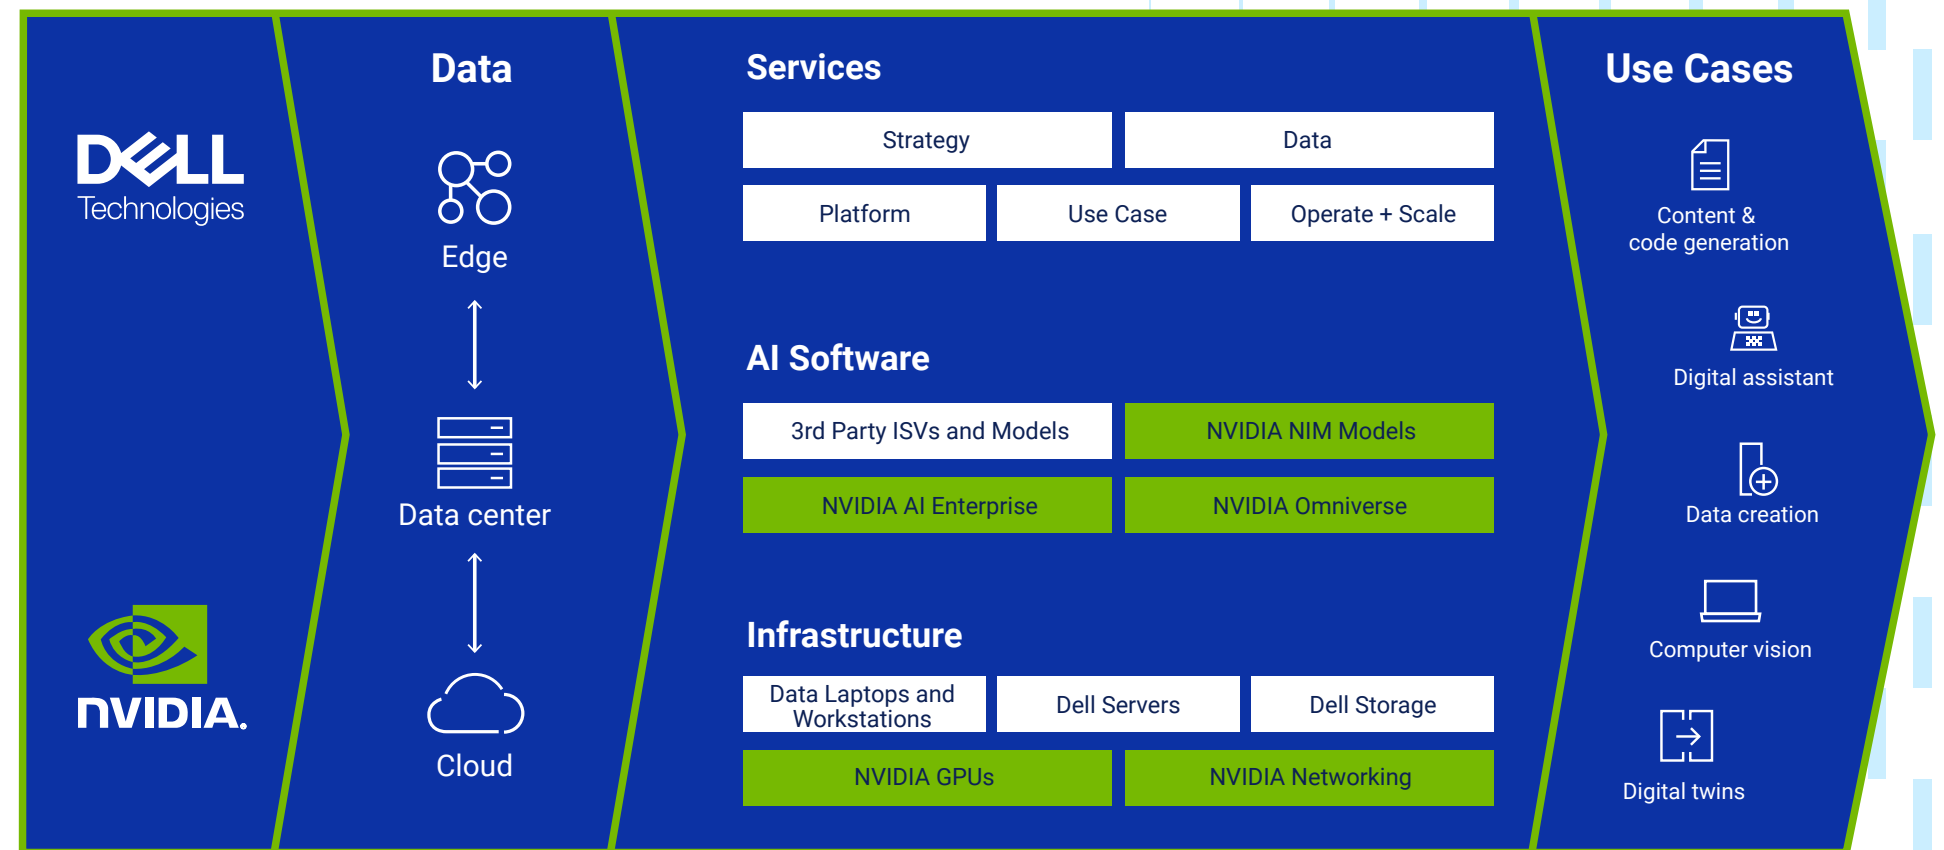 DELL
Technologies
NVIDIA.
Data
Edge
Data center
Cloud
Services
Strategy
Data
Platform
Use Case
Operate + Scale
AI Software
3rd Party ISVs and Models
NVIDIA NIM Models
NVIDIA AI Enterprise
NVIDIA Omniverse
Infrastructure
Data Laptops and
Workstations
Dell Servers
Dell Storage
NVIDIA GPUs
NVIDIA Networking
Use Cases
Content &
code generation
Digital assistant
Data creation
Computer vision
Digital twins